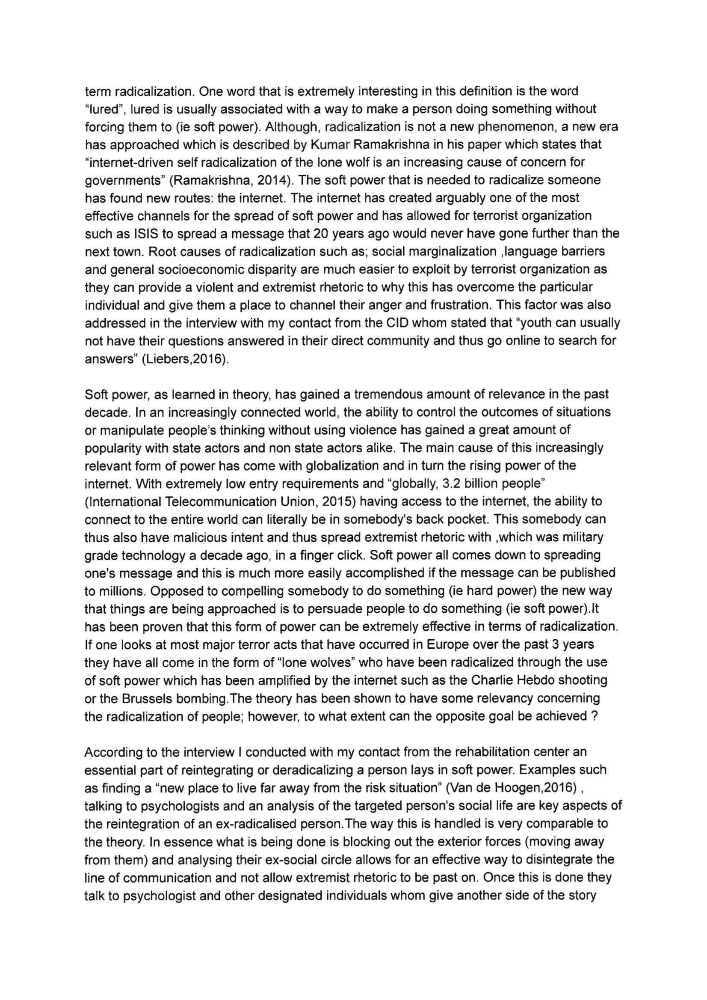 term radicalization. One word that is extremely interesting in this definition is the word
“lured”, lured is usually associated with a way to make a person doing something without
forcing them to (ie soft power). Although, radicalization is not a new phenomenon, a new era
has approached which is described by Kumar Ramakrishna in his paper which states that
“internet-driven self radicalization of the lone wolf is an increasing cause of concern for
governments” (Ramakrishna, 2014). The soft power that is needed to radicalize someone
has found new routes: the internet. The internet has created arguably one of the most
effective channels for the spread of soft power and has allowed for terrorist organization
such as ISIS to spread a message that 20 years ago would never have gone further than the
next town. Root causes of radicalization such as; social marginalization ,language barriers
and general socioeconomic disparity are much easier to exploit by terrorist organization as
they can provide a violent and extremist rhetoric to why this has overcome the particular
individual and give them a place to channel their anger and frustration. This factor was also
addressed in the interview with my contact from the CID whom stated that “youth can usually
not have their questions answered in their direct community and thus go online to search for
answers” (Liebers,2016).

Soft power, as learned in theory, has gained a tremendous amount of relevance in the past
decade. In an increasingly connected world, the ability to control the outcomes of situations
or manipulate people’s thinking without using violence has gained a great amount of
popularity with state actors and non state actors alike. The main cause of this increasingly
relevant form of power has come with globalization and in turn the rising power of the
internet. With extremely low entry requirements and “globally, 3.2 billion people”
(International Telecommunication Union, 2015) having access to the internet, the ability to
connect to the entire world can literally be in somebody's back pocket. This somebody can
thus also have malicious intent and thus spread extremist rhetoric with ,which was military
grade technology a decade ago, in a finger click. Soft power all comes down to spreading
one's message and this is much more easily accomplished if the message can be published
to millions. Opposed to compelling somebody to do something (ie hard power) the new way
that things are being approached is to persuade people to do something (ie soft power).It
has been proven that this form of power can be extremely effective in terms of radicalization.
If one looks at most major terror acts that have occurred in Europe over the past 3 years
they have all come in the form of “lone wolves” who have been radicalized through the use
of soft power which has been amplified by the internet such as the Charlie Hebdo shooting
or the Brussels bombing.The theory has been shown to have some relevancy concerning
the radicalization of people; however, to what extent can the opposite goal be achieved ?

According to the interview I conducted with my contact from the rehabilitation center an
essential part of reintegrating or deradicalizing a person lays in soft power. Examples such
as finding a “new place to live far away from the risk situation” (Van de Hoogen,2016) ,
talking to psychologists and an analysis of the targeted person's social life are key aspects of
the reintegration of an ex-radicalised person.The way this is handled is very comparable to
the theory. In essence what is being done is blocking out the exterior forces (moving away
from them) and analysing their ex-social circle allows for an effective way to disintegrate the
line of communication and not allow extremist rhetoric to be past on. Once this is done they
talk to psychologist and other designated individuals whom give another side of the story